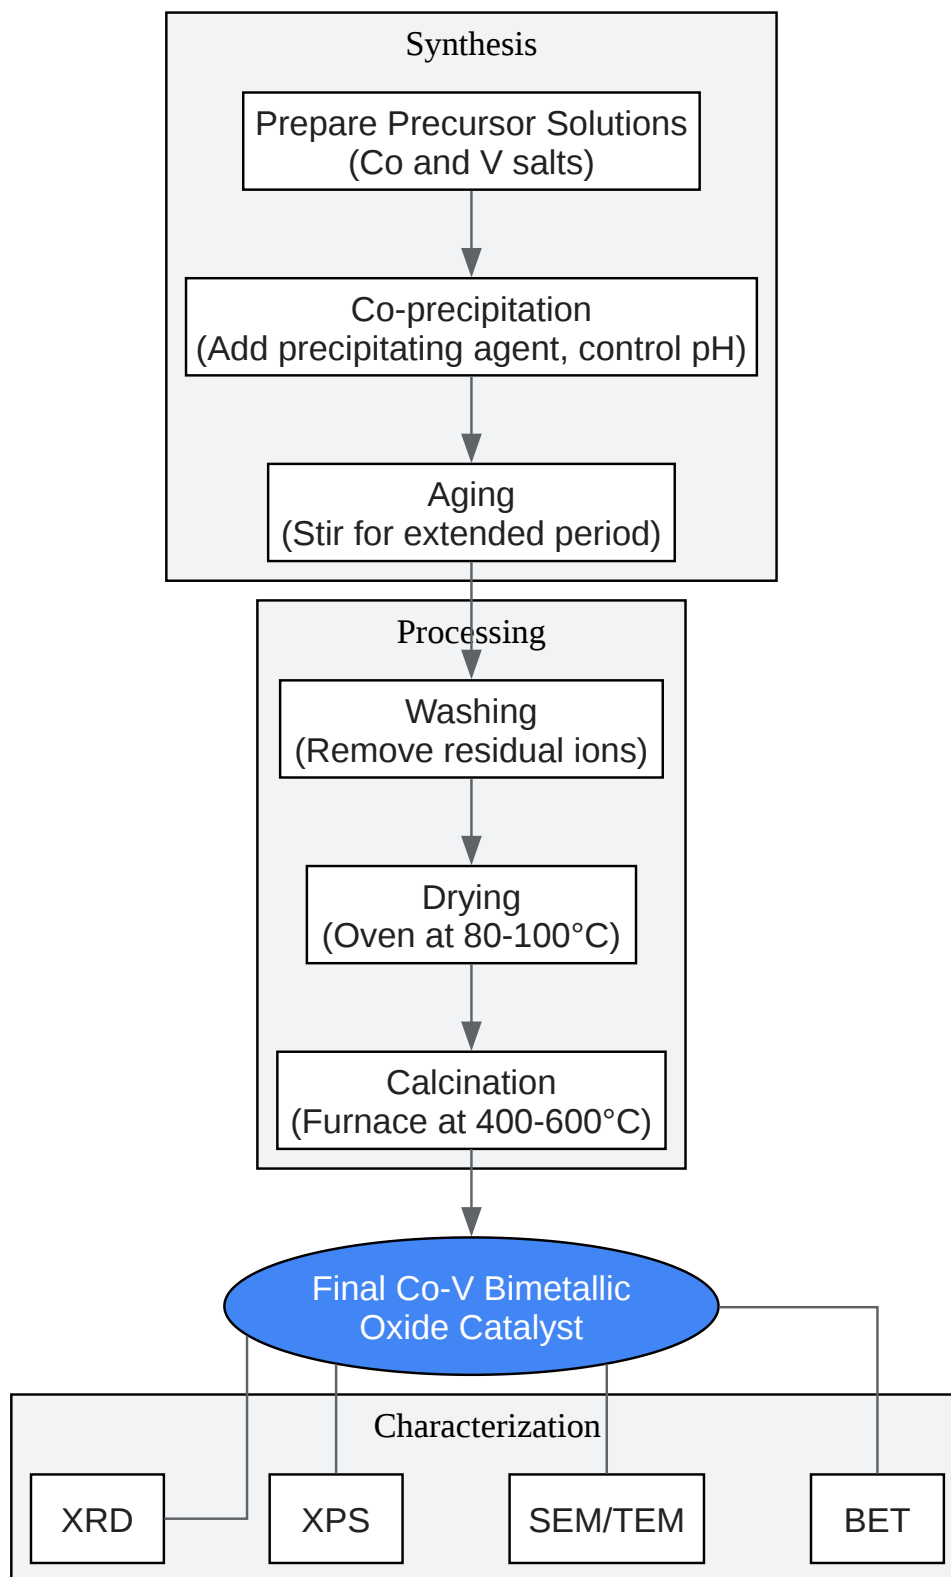 Synthesis
Prepare Precursor Solutions
(Co and V salts)
Co-precipitation
(Add precipitating agent, control pH)
Aging
(Stir for extended period)
Processing
Washing
(Remove residual ions)
Drying
(Oven at 80-100°C)
Calcination
(Furnace at 400-600°C)
Final Co-V Bimetallic
Oxide Catalyst
Characterization
XRD
XPS
SEM/TEM
BET